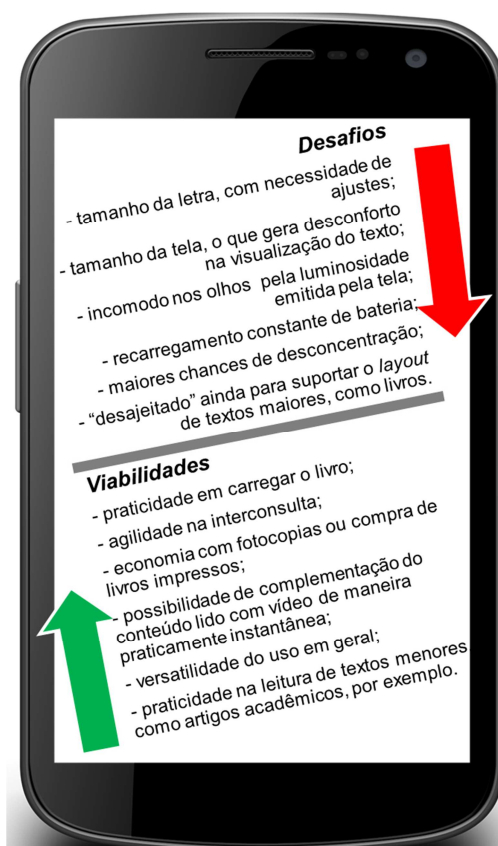 Desafios
- tamanho da letra, com necessidade de
ajustes;
- tamanho da tela, o que gera desconforto
na visualização do texto;
- incomodo nos olhos pela luminosidade
emitida pela tela;
- recarregamento constante de bateria;
- maiores chances de desconcentração;
- “desajeitado” ainda para suportar o layout
de textos maiores, como livros.
Viabilidades
- praticidade em carregar o livro;
- agilidade na interconsulta;
- economia com fotocopias ou compra de
livros impressos;
- possibilidade de complementação do
conteúdo lido com vídeo de maneira
praticamente instantânea;
- versatilidade do uso em geral;
- praticidade na leitura de textos menores
como artigos acadêmicos, por exemplo.